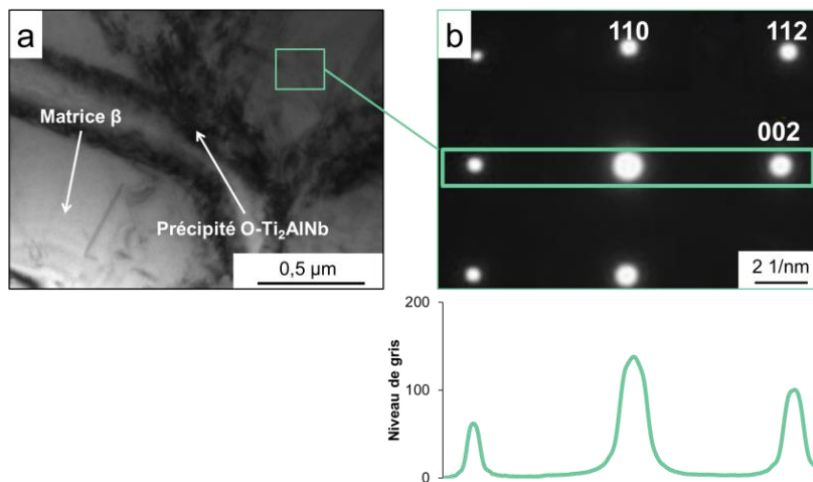 a
Matrice β
Précipité O-Ti₂AlNb
0,5 µm
b
110
112
002
2 1/nm
200
100
0
Niveau de gris